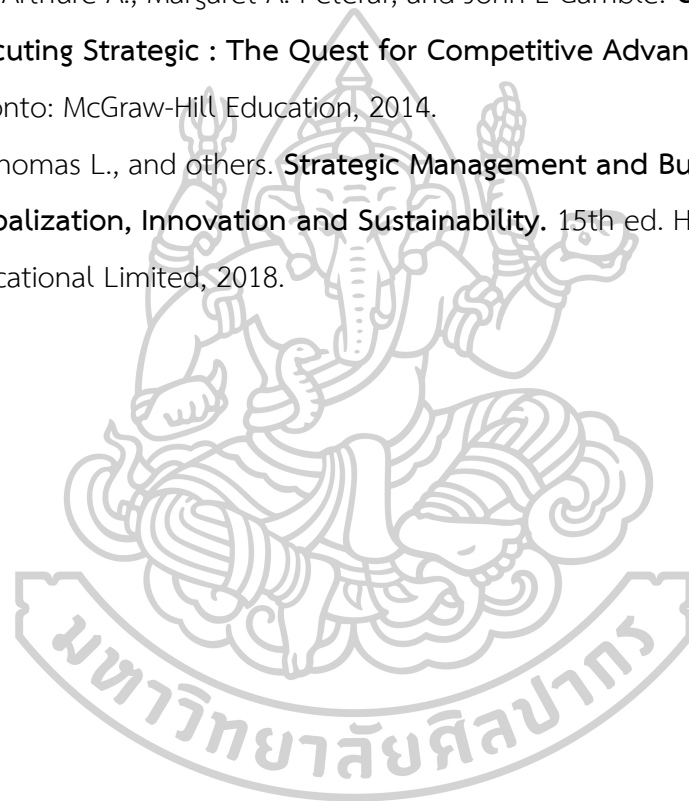 Arthure A., Margaret A. Peteraf, and John E Gamble.
cuting Strategic : The Quest for Competitive Advan
onto: McGraw-Hill Education, 2014.
homas L., and others. Strategic Management and Bu
balization, Innovation and Sustainability. 15th ed. H
cational Limited, 2018.
มหาวิทยาลัยศิลปากร